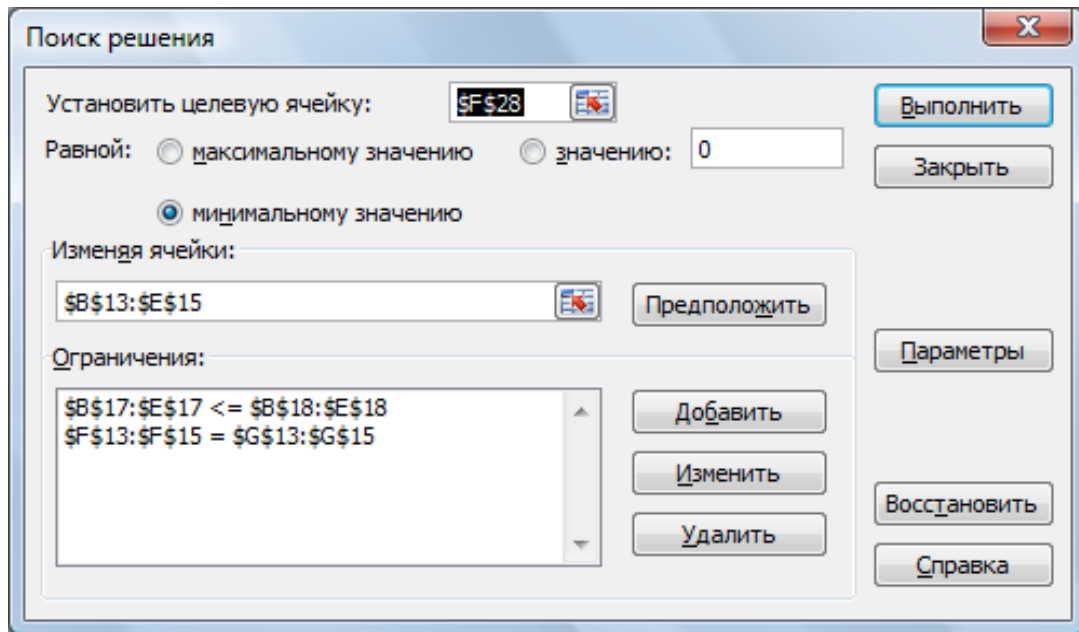 Поиск решения
Установить целевую ячейку: $F$28
Выполнить
Равной: максимальному значению значению: 0
Закрыть
минимальному значению
Изменяя ячейки:
$B$13:$E$15
Предположить
Ограничения:
Параметры
$B$17:$E$17 <= $B$18:$E$18
$F$13:$F$15 = $G$13:$G$15
Добавить
Изменить
Удалить
Восстановить
Справка